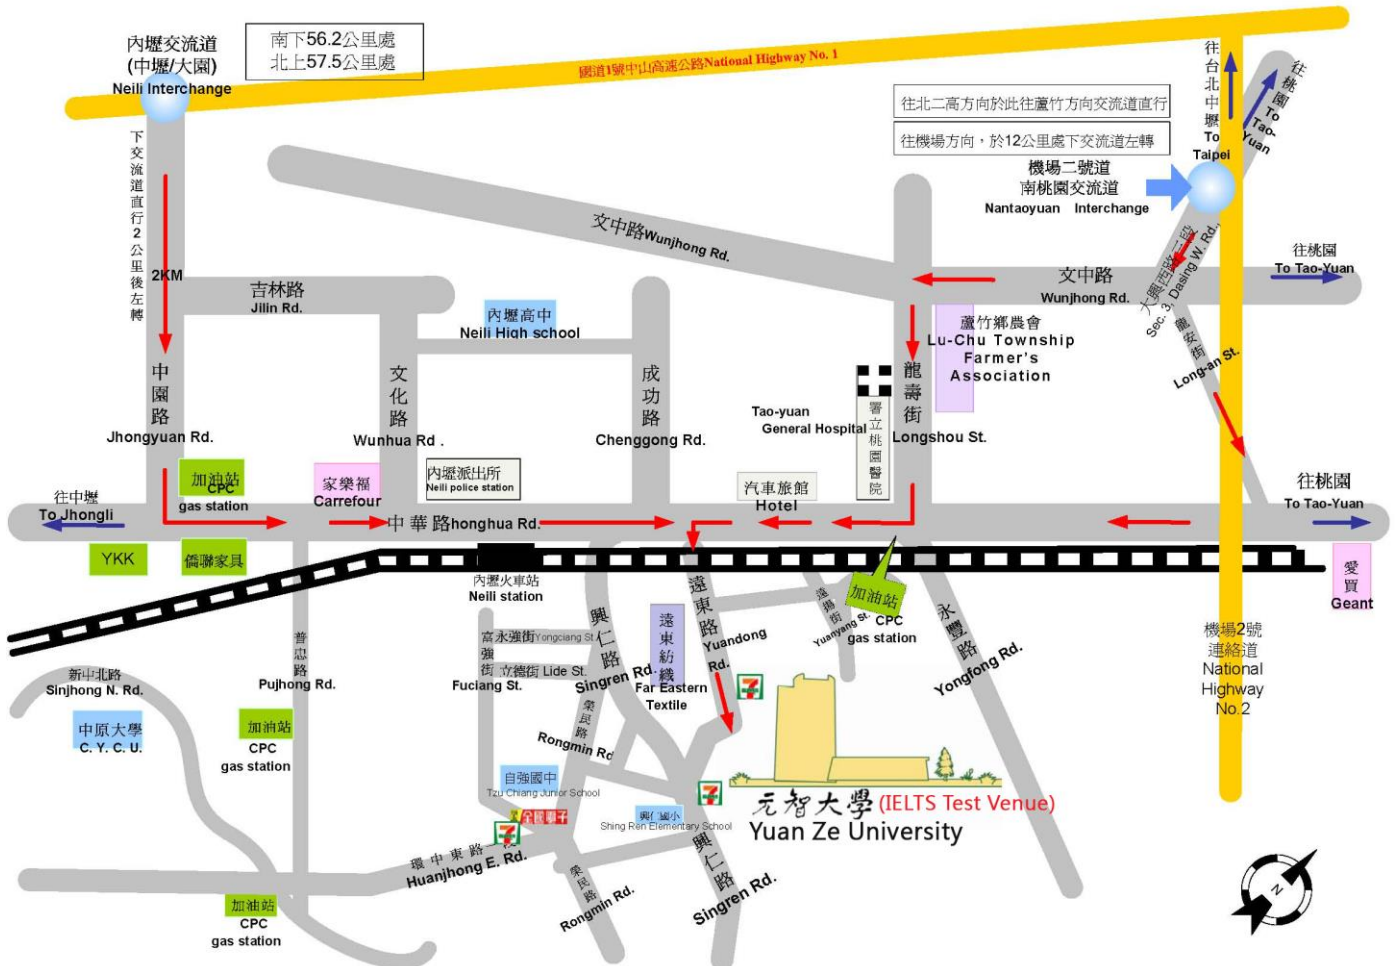 內壢交流道
(中壢/大園)
Neili Interchange
南下56.2公里處
北上57.5公里處
國道1號中山高速公路National Highway No. 1
往台北中壢
To
Taipei
往桃園
To
Tao-
Yuan
往北二高方向於此往蘆竹方向交流道直行
往機場方向，於12公里處下交流道左轉
機場二號道
南桃園交流道
Nantaoyuan Interchange
下交流道直行2公里後左轉
2KM
文中路Wunjhong Rd.
大興西路三段
Sec. 3, Dasing W. Rd.,
往桃園
To Tao-Yuan
文中路
Wunjhong Rd.
吉林路
Jilin Rd.
內壢高中
Neili High school
蘆竹鄉農會
Lu-Chu Township
Farmer's
Association
龍安街
Long-an St.
中園路
Jhongyuan Rd.
文化路
Wunhua Rd .
成功路
Chenggong Rd.
龍壽街
Longshou St.
Tao-yuan
General Hospital
署立桃園醫院
加油站
CPC
gas station
家樂福
Carrefour
內壢派出所
Neili police station
汽車旅館
Hotel
往中壢
To Jhongli
往桃園
To Tao-Yuan
中華路honghua Rd.
YKK
僑聯家具
內壢火車站
Neili station
加油站
CPC
gas station
愛買
Geant
普忠路
Pujhong Rd.
富強街
Fuciang St.
永強街Yongciang St.
立德街 Lide St.
興仁路
Singren Rd.
遠東紡織
Far Eastern
Textile
遠東路
Yuandong
Rd.
遠揚街
Yuanyang St.
永豐路
Yongfong Rd.
機場2號
連絡道
National
Highway
No.2
新中北路
Sinjhong N. Rd.
中原大學
C. Y. C. U.
加油站
CPC
gas station
榮民路
Rongmin Rd
7
自強國中
Tzu Chiang Junior School
7
興仁國小
Shing Ren Elementary School
元智大學 (IELTS Test Venue)
Yuan Ze University
7
環中東路一段
Huanjhong E. Rd.
榮民路
Rongmin Rd.
興仁路
Singren Rd.
加油站
CPC
gas station
N